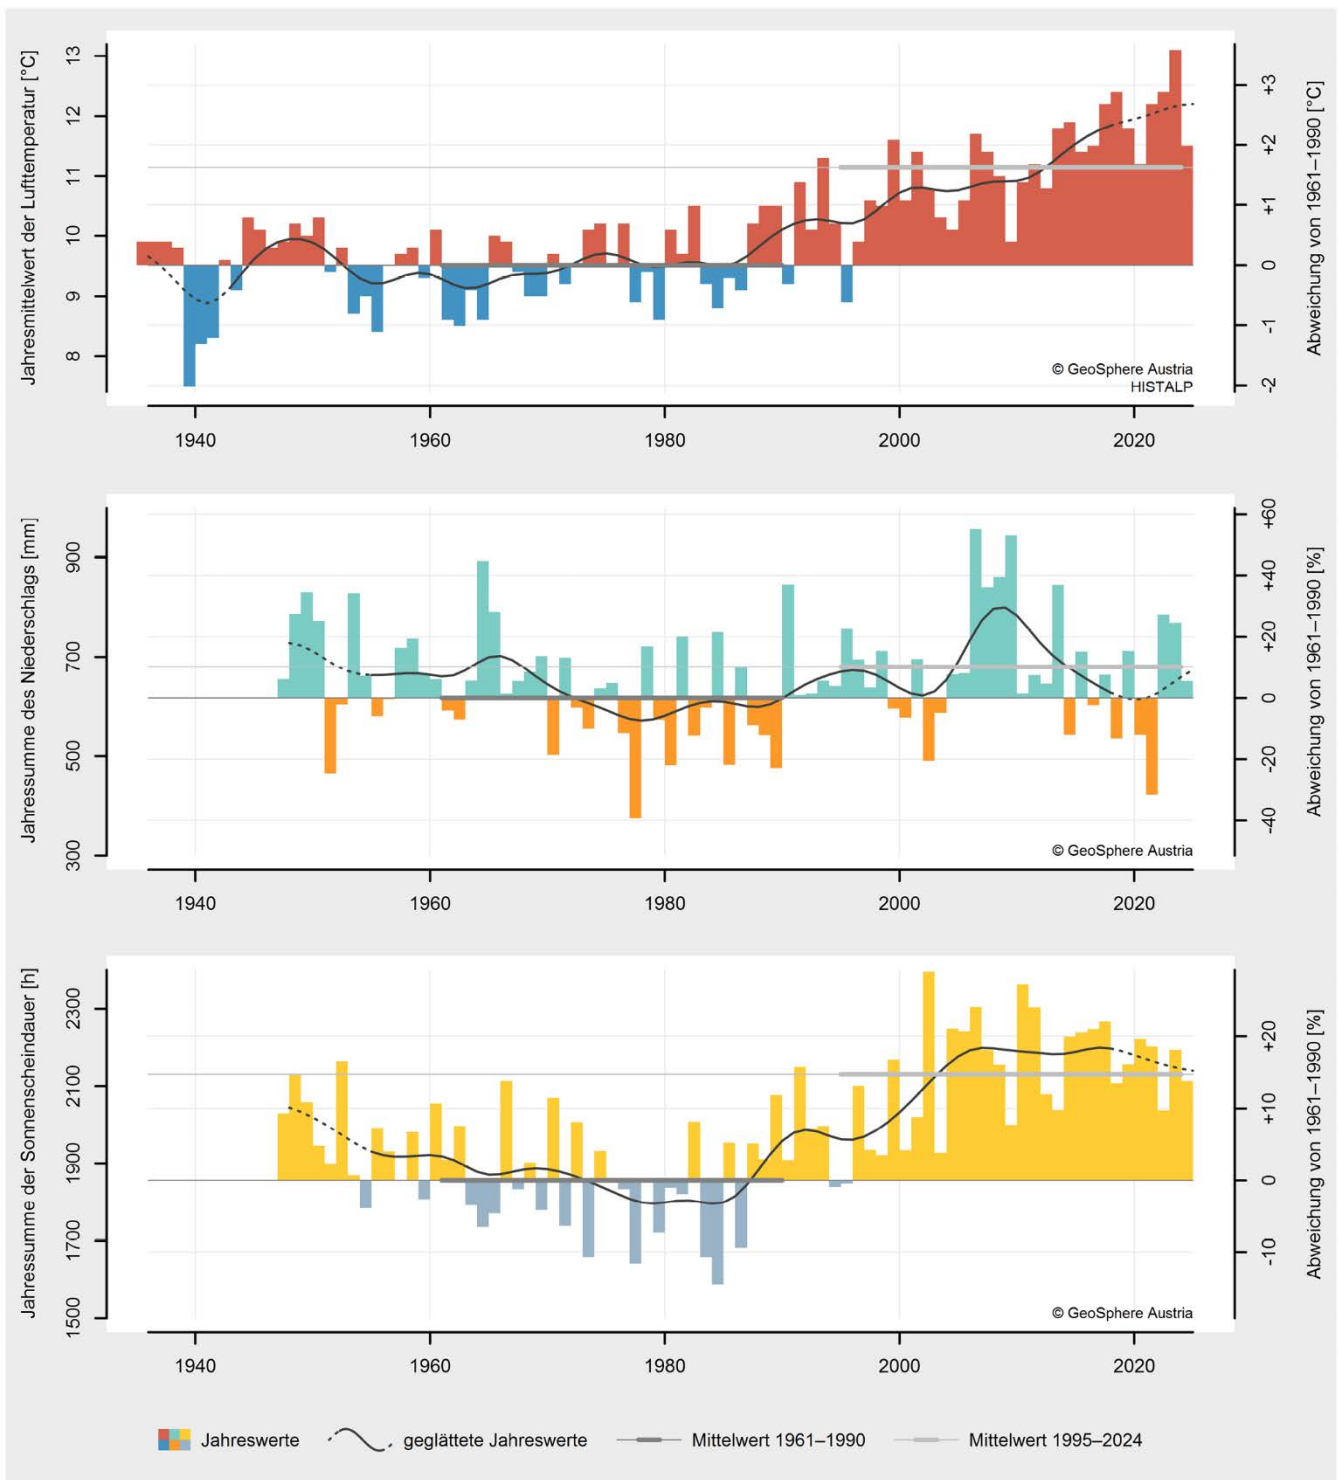 Jahresmittelwert der Lufttemperatur [°C]
13
12
11
10
9
8
+3
+2
+1
0
-1
-2
Abweichung von 1961–1990 [°C]
© GeoSphere Austria
HISTALP
1940 1960 1980 2000 2020
Jahressumme des Niederschlags [mm]
900
700
500
300
+60
+40
+20
0
-20
-40
Abweichung von 1961–1990 [%]
© GeoSphere Austria
1940 1960 1980 2000 2020
Jahressumme der Sonnenscheindauer [h]
2300
2100
1900
1700
1500
+20
+10
0
-10
Abweichung von 1961–1990 [%]
© GeoSphere Austria
1940 1960 1980 2000 2020
Jahreswerte geglättete Jahreswerte Mittelwert 1961–1990 Mittelwert 1995–2024